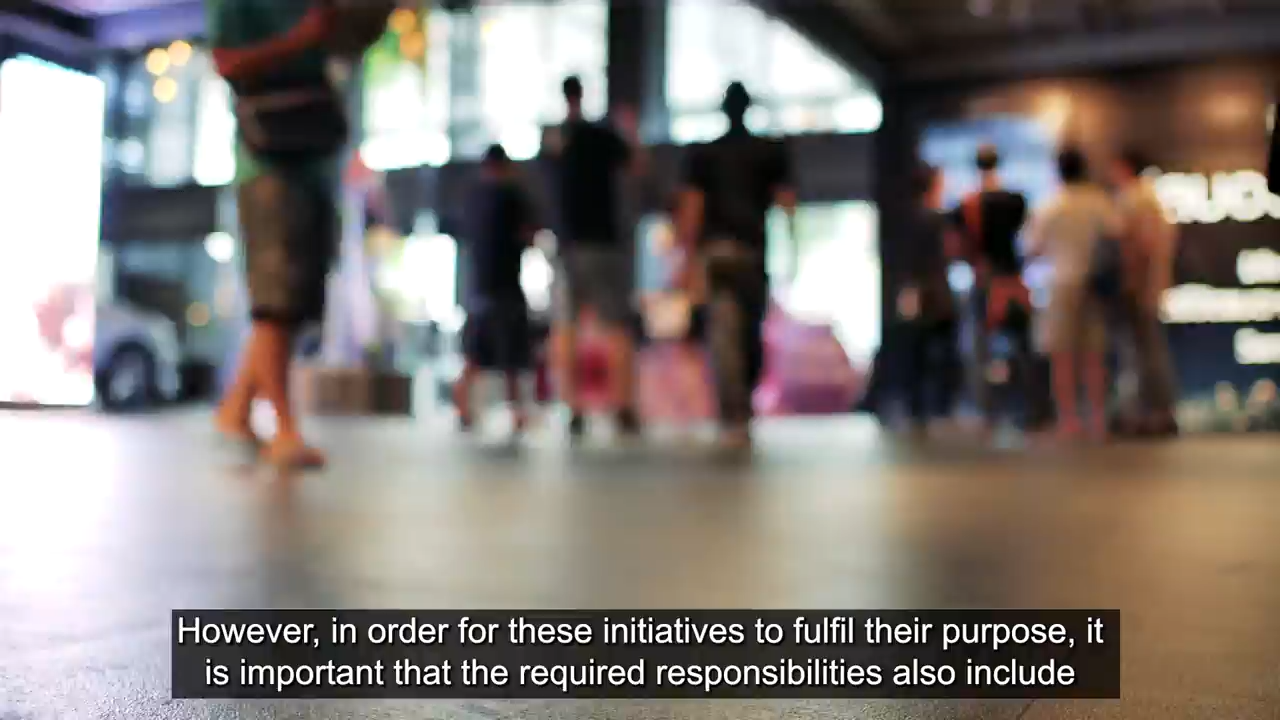 However, in order for these initiatives to fulfil their purpose, it
is important that the required responsibilities also include